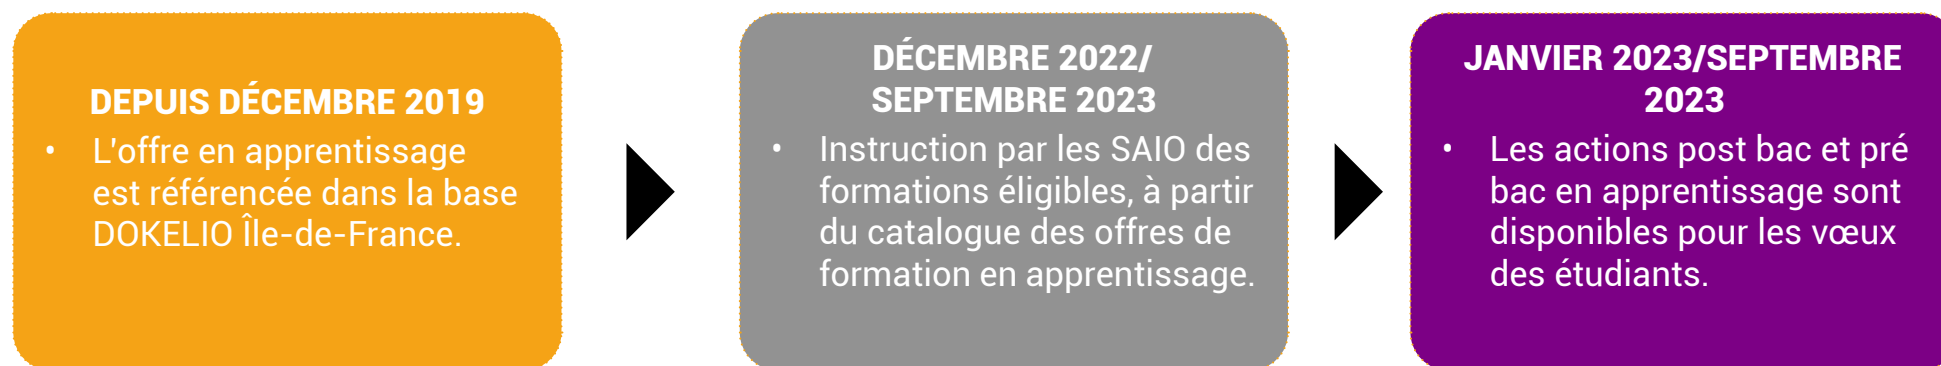 DEPUIS DÉCEMBRE 2019
• L'offre en apprentissage
est référencée dans la base
DOKELIO Île-de-France.
DÉCEMBRE 2022/
SEPTEMBRE 2023
• Instruction par les SAIO des
formations éligibles, à partir
du catalogue des offres de
formation en apprentissage.
JANVIER 2023/SEPTEMBRE
2023
• Les actions post bac et pré
bac en apprentissage sont
disponibles pour les vœux
des étudiants.